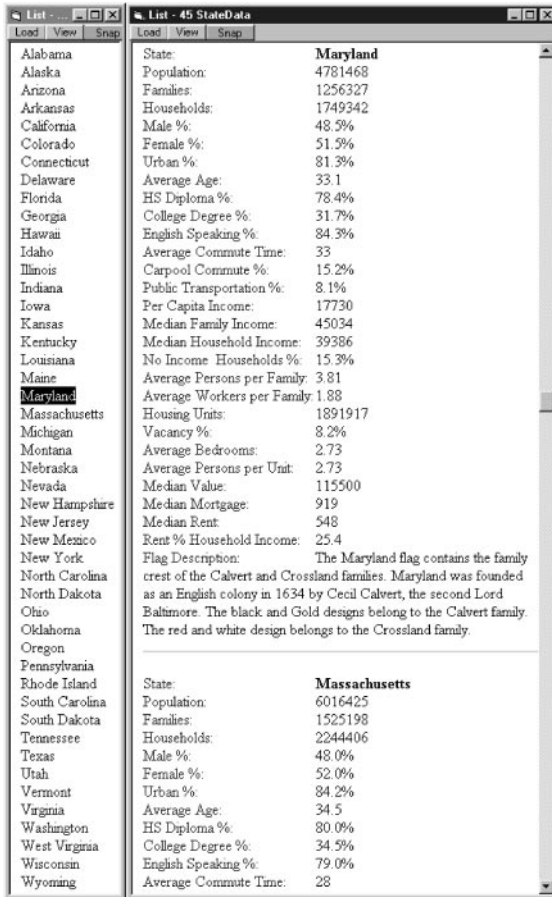 List - ...
Load View Snap
Alabama
Alaska
Arizona
Arkansas
California
Colorado
Connecticut
Delaware
Florida
Georgia
Hawaii
Idaho
Illinois
Indiana
Iowa
Kansas
Kentucky
Louisiana
Maine
Maryland
Massachusetts
Michigan
Montana
Nebraska
Nevada
New Hampshire
New Jersey
New Mexico
New York
North Carolina
North Dakota
Ohio
Oklahoma
Oregon
Pennsylvania
Rhode Island
South Carolina
South Dakota
Tennessee
Texas
Utah
Vermont
Virginia
Washington
West Virginia
Wisconsin
Wyoming
List - 45 StateData
Load View Snap
State: Maryland
Population: 4781468
Families: 1256327
Households: 1749342
Male %: 48.5%
Female %: 51.5%
Urban %: 81.3%
Average Age: 33.1
HS Diploma %: 78.4%
College Degree %: 31.7%
English Speaking %: 84.3%
Average Commute Time: 33
Carpool Commute %: 15.2%
Public Transportation %: 8.1%
Per Capita Income: 17730
Median Family Income: 45034
Median Household Income: 39386
No Income Households %: 15.3%
Average Persons per Family: 3.81
Average Workers per Family: 1.88
Housing Units: 1891917
Vacancy %: 8.2%
Average Bedrooms: 2.73
Average Persons per Unit: 2.73
Median Value: 115500
Median Mortgage: 919
Median Rent: 548
Rent % Household Income: 25.4
Flag Description: The Maryland flag contains the family
crest of the Calvert and Crossland families. Maryland was founded
as an English colony in 1634 by Cecil Calvert, the second Lord
Baltimore. The black and Gold designs belong to the Calvert family.
The red and white design belongs to the Crossland family.
State: Massachusetts
Population: 6016425
Families: 1525198
Households: 2244406
Male %: 48.0%
Female %: 52.0%
Urban %: 84.2%
Average Age: 34.5
HS Diploma %: 80.0%
College Degree %: 34.5%
English Speaking %: 79.0%
Average Commute Time: 28